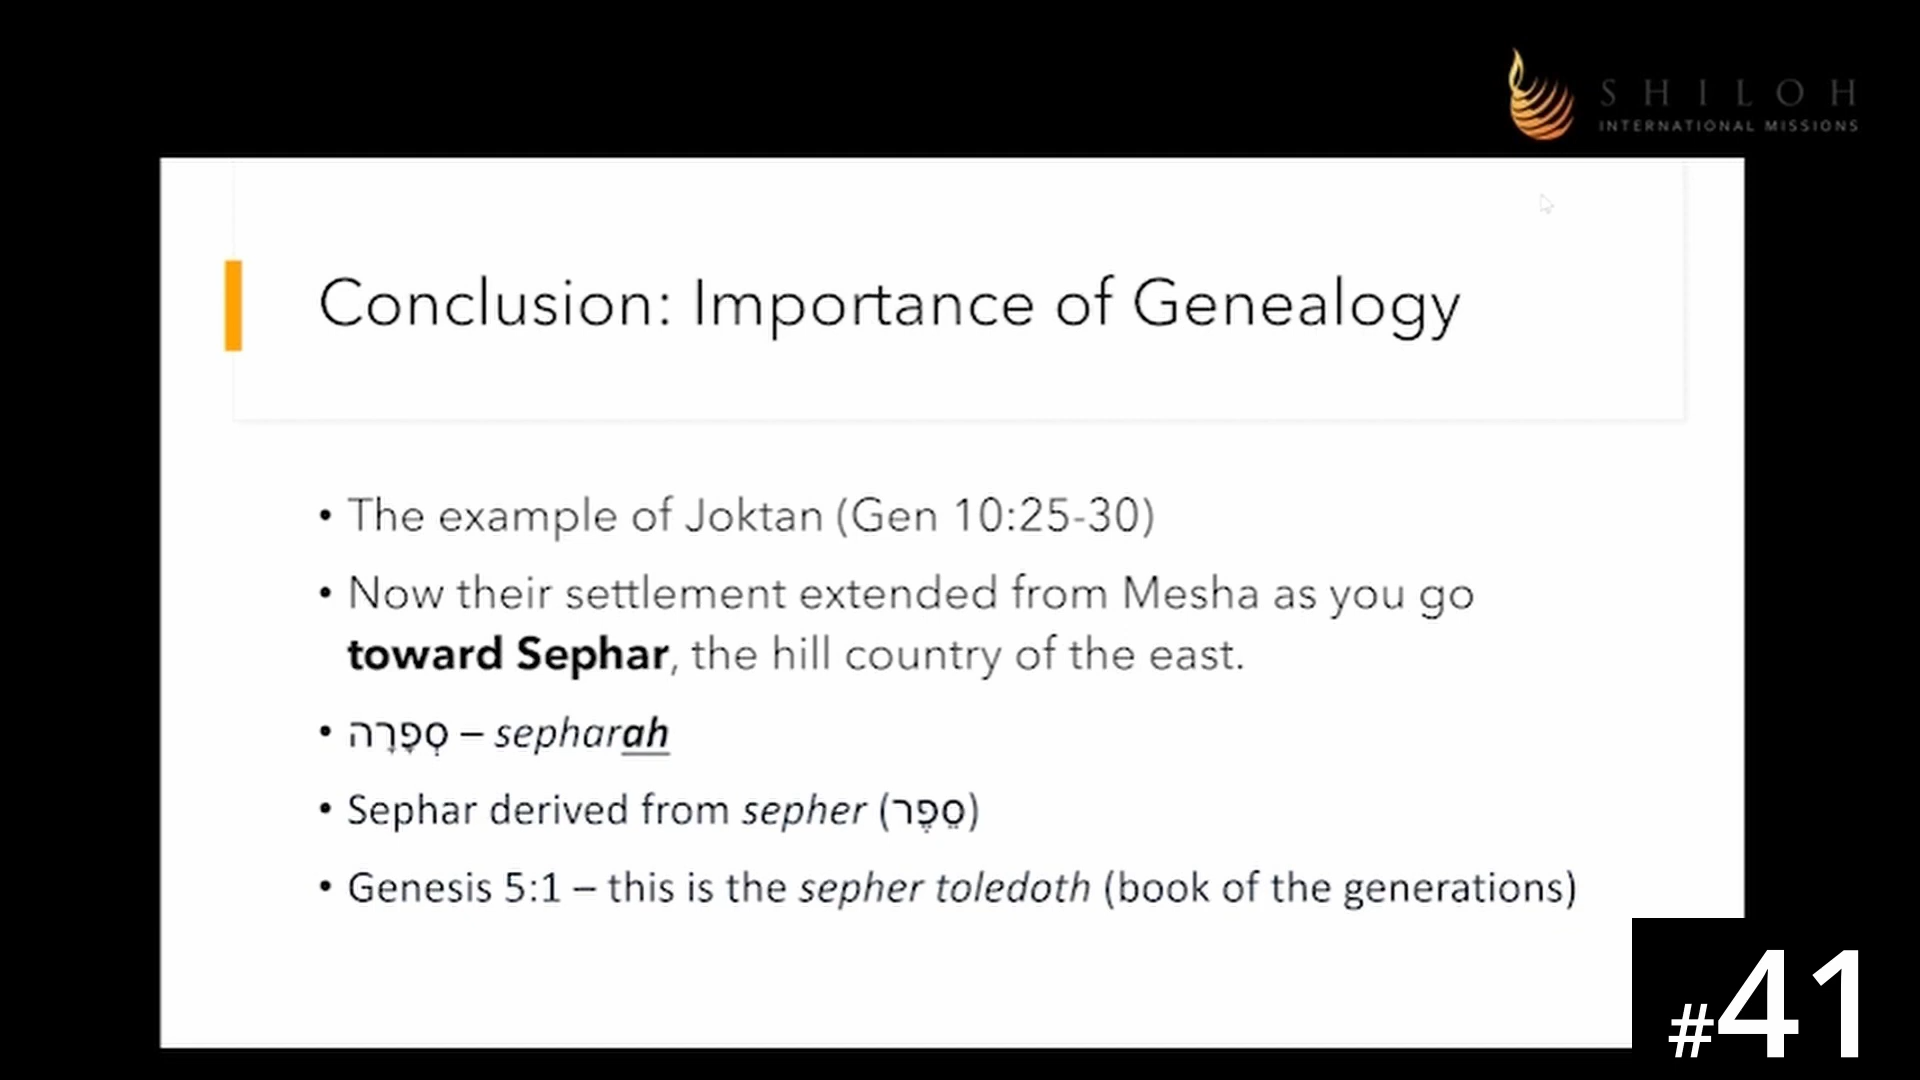 SHILOH
INTERNATIONAL MISSIONS
Conclusion: Importance of Genealogy
• The example of Joktan (Gen 10:25-30)
• Now their settlement extended from Mesha as you go
toward Sephar, the hill country of the east.
• סְפָרָה – sepharah
• Sephar derived from sepher (סֵפֶר)
• Genesis 5:1 – this is the sepher toledoth (book of the generations)
#41